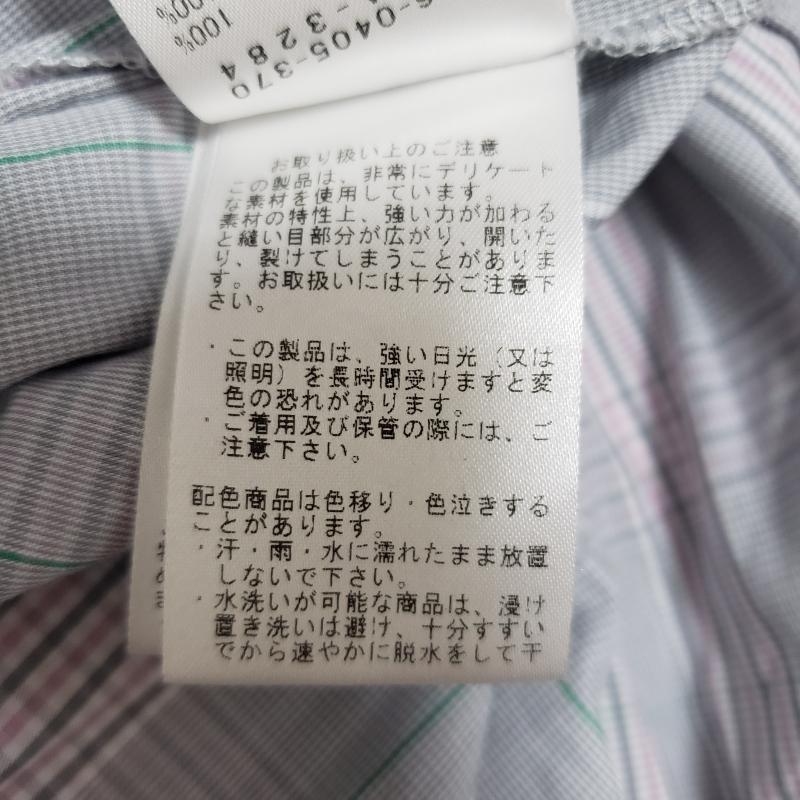 6-0405-370
-3284
100%
100%
お取り扱い上のご注意
この製品は、非常にデリケート
な素材を使用しています。
素材の特性上、強い力が加わる
と縫い目部分が広がり、開いた
り、裂けてしまうことがありま
す。お取扱いには十分ご注意下
さい。
・この製品は、強い日光（又は
照明）を長時間受けますと変
色の恐れがあります。
・ご着用及び保管の際には、ご
注意下さい。
配色商品は色移り・色泣きする
ことがあります。
・汗・雨・水に濡れたまま放置
しないで下さい。
・水洗いが可能な商品は、浸け
置き洗いは避け、十分すすい
でから速やかに脱水をして干